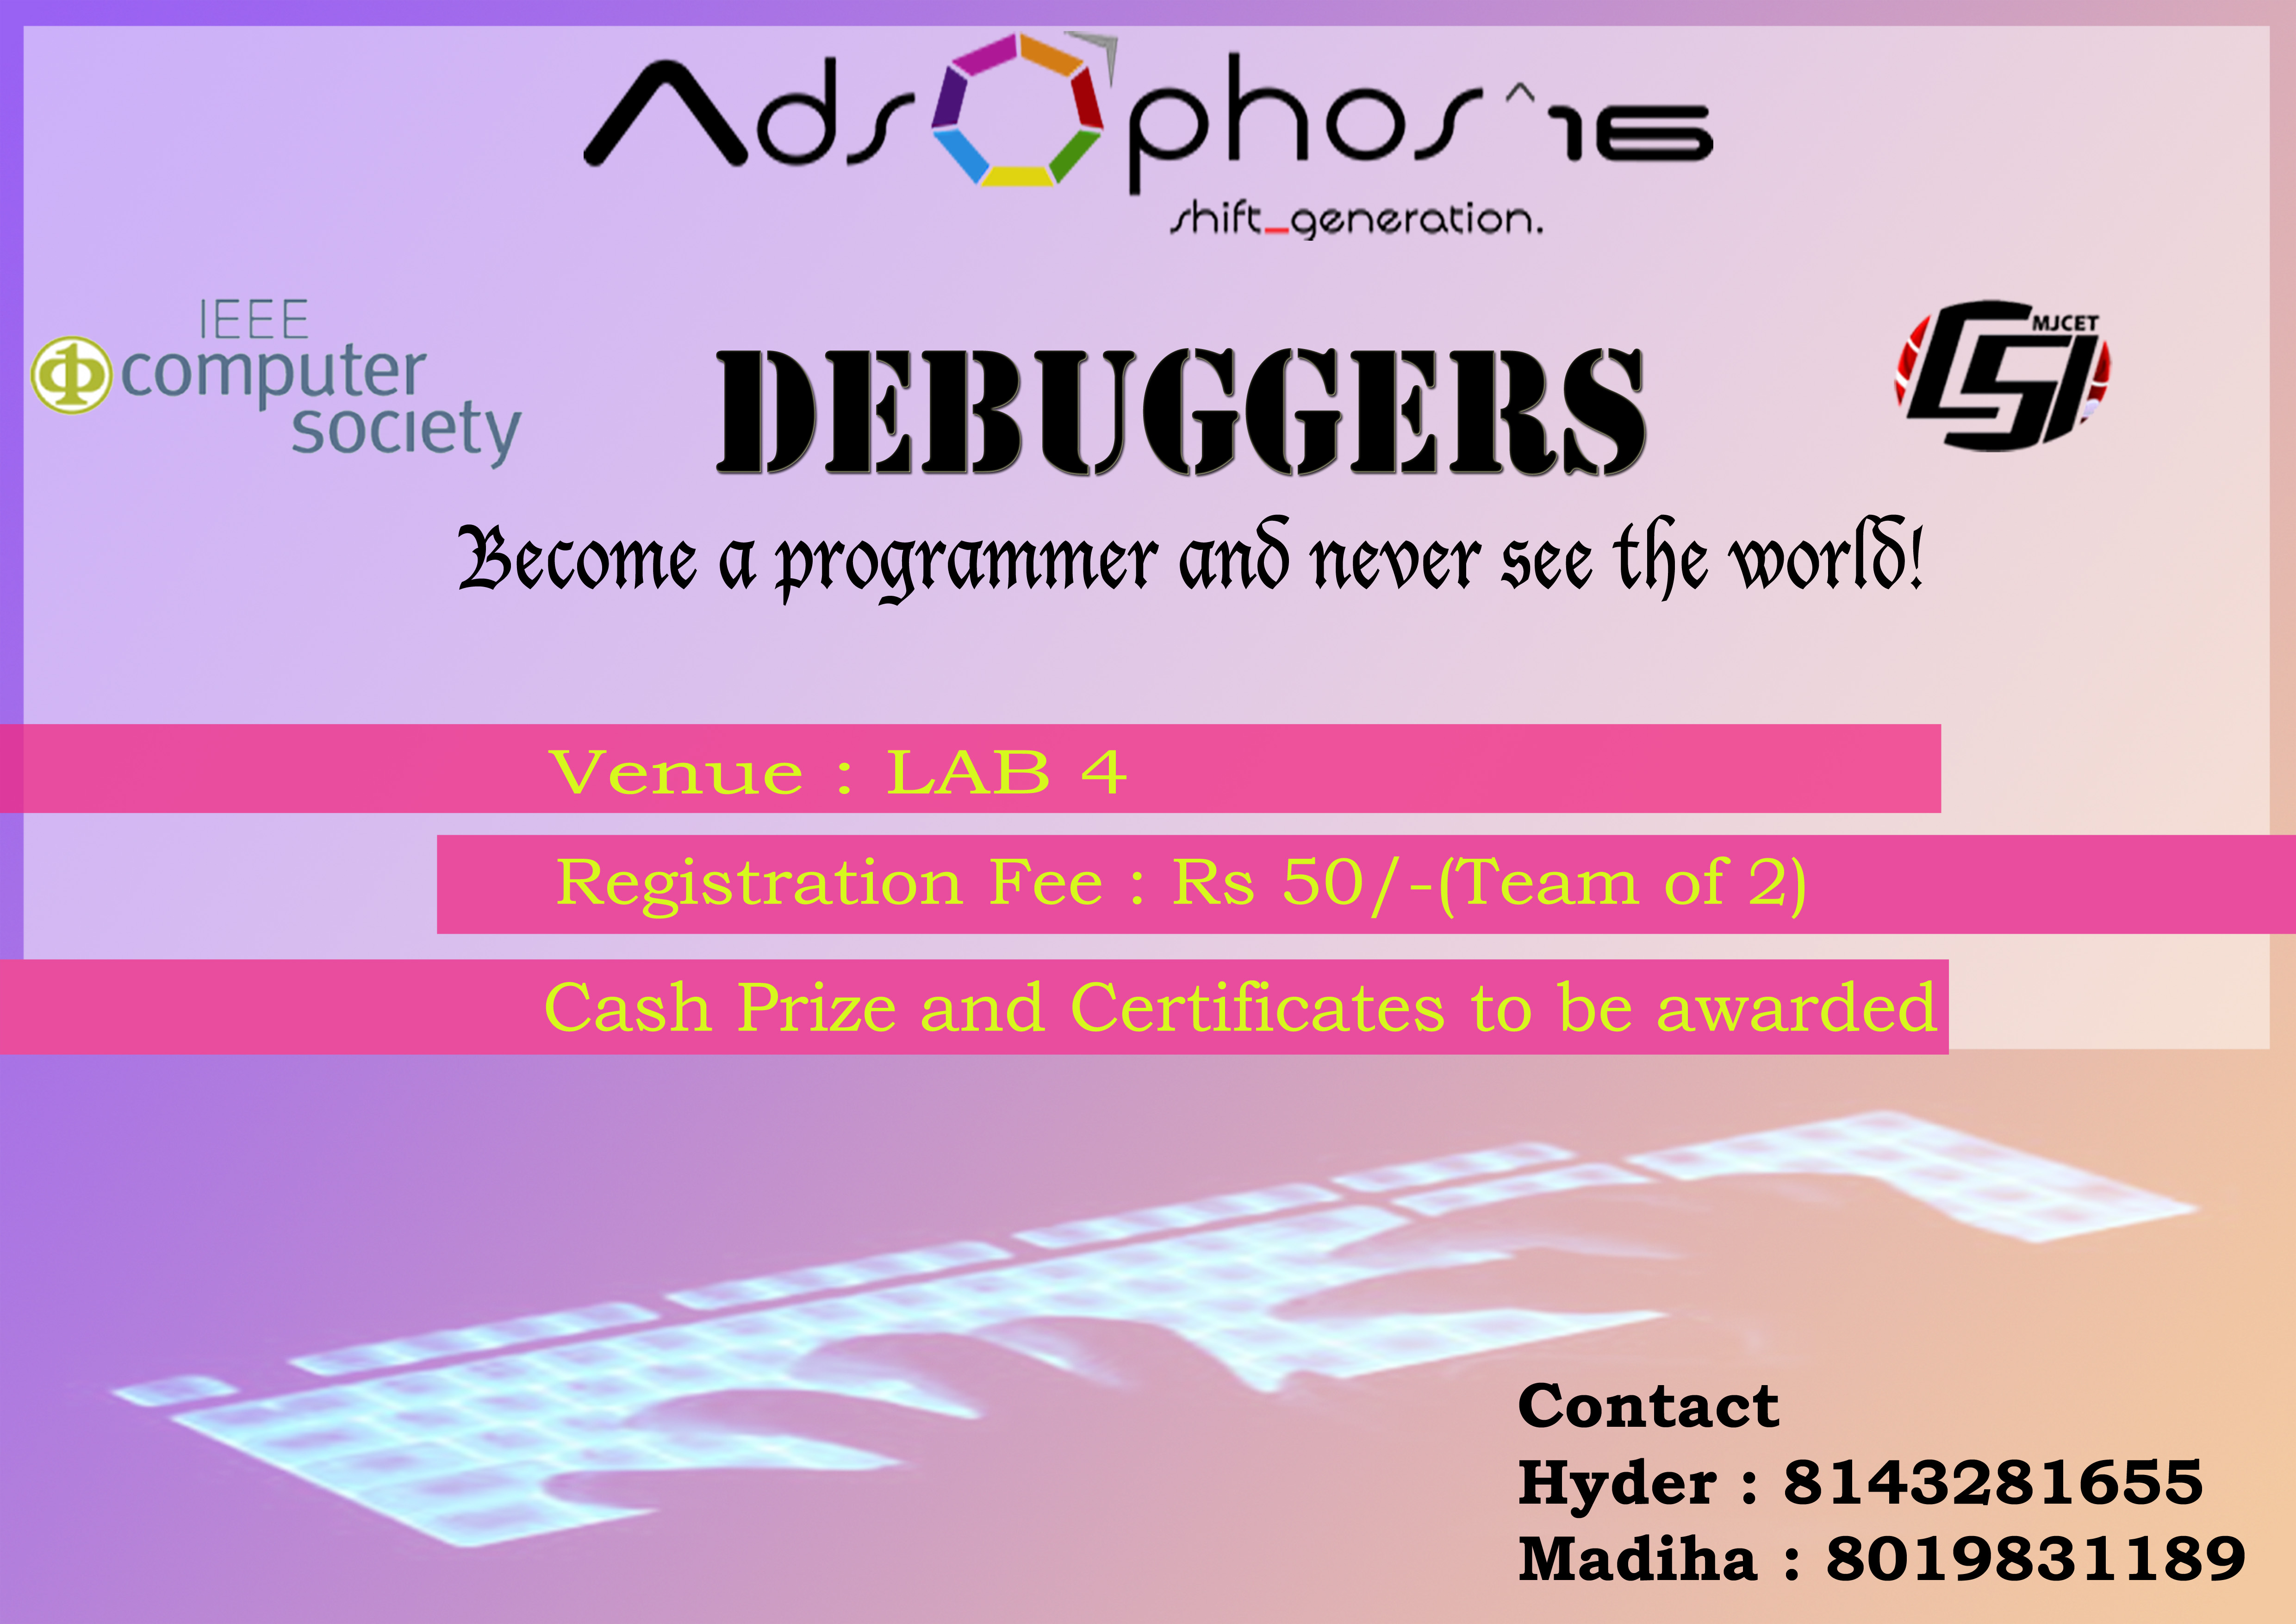 AdsOphos ^16
shift_generation.
IEEE
computer
society
DEBUGGERS
MJCET
CSI
Become a programmer and never see the world!
Venue : LAB 4
Registration Fee : Rs 50/-(Team of 2)
Cash Prize and Certificates to be awarded
Contact
Hyder : 8143281655
Madiha : 8019831189